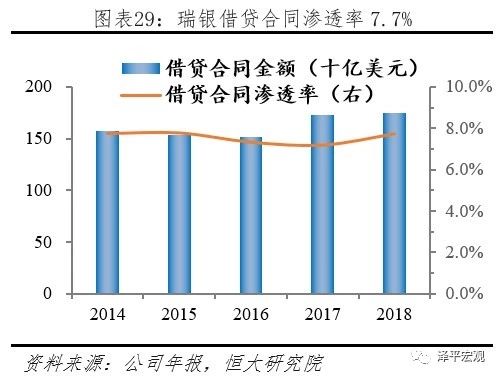 图表29：瑞银借贷合同渗透率7.7%
借贷合同金额（十亿美元）
借贷合同渗透率（右）
200 10.0%
150 8.0%
100 6.0%
50 4.0%
0 2.0%
0.0%
2014 2015 2016 2017 2018
资料来源：公司年报，恒大研究院
泽平宏观